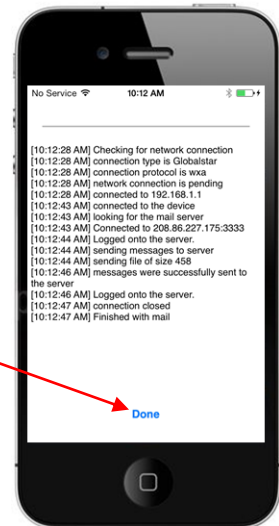 No Service 10:12 AM
[10:12:28 AM] Checking for network connection
[10:12:28 AM] connection type is Globalstar
[10:12:28 AM] connection protocol is wxa
[10:12:28 AM] network connection is pending
[10:12:28 AM] connected to 192.168.1.1
[10:12:43 AM] connected to the device
[10:12:43 AM] looking for the mail server
[10:12:43 AM] Connected to 208.86.227.175:3333
[10:12:44 AM] Logged onto the server.
[10:12:44 AM] sending messages to server
[10:12:44 AM] sending file of size 458
[10:12:46 AM] messages were successfully sent to
the server
[10:12:46 AM] Logged onto the server.
[10:12:47 AM] connection closed
[10:12:47 AM] Finished with mail
Done